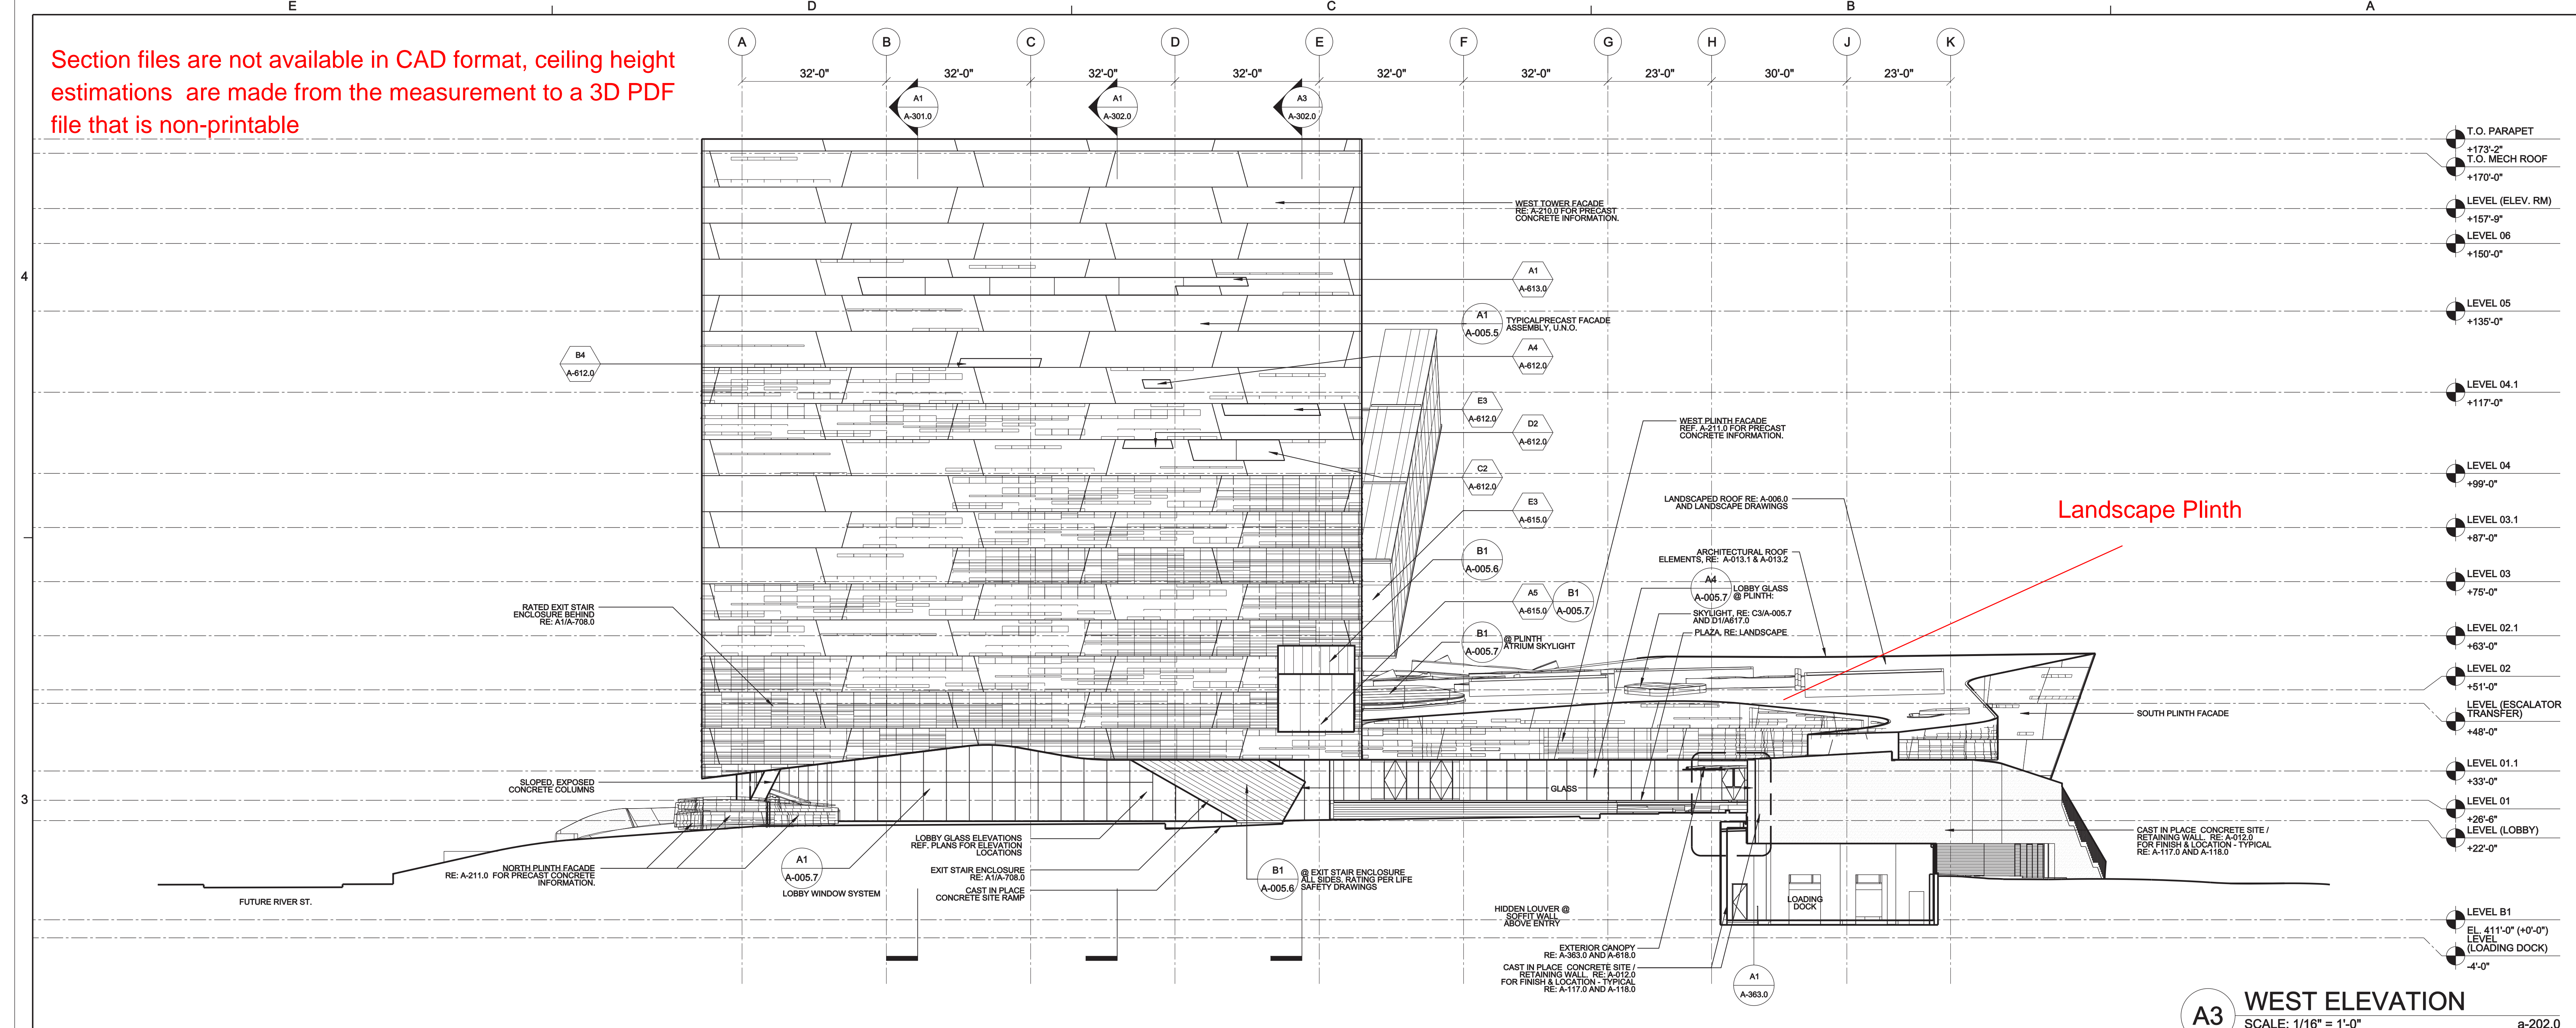 E D C B A
Section files are not available in CAD format, ceiling height
estimations are made from the measurement to a 3D PDF
file that is non-printable
A B C D E F G H J K
32'-0" 32'-0" 32'-0" 32'-0" 32'-0" 32'-0" 23'-0" 30'-0" 23'-0"
A1
A-301.0
A1
A-302.0
A3
A-302.0
T.O. PARAPET
+173'-2"
T.O. MECH ROOF
+170'-0"
LEVEL (ELEV. RM)
+157'-9"
LEVEL 06
+150'-0"
LEVEL 05
+135'-0"
LEVEL 04.1
+117'-0"
LEVEL 04
+99'-0"
LEVEL 03.1
+87'-0"
LEVEL 03
+75'-0"
LEVEL 02.1
+63'-0"
LEVEL 02
+51'-0"
LEVEL (ESCALATOR
TRANSFER)
+48'-0"
LEVEL 01.1
+33'-0"
LEVEL 01
+26'-6"
LEVEL (LOBBY)
+22'-0"
LEVEL B1
EL. 411'-0" (+0'-0")
LEVEL
(LOADING DOCK)
-4'-0"
4
3
WEST TOWER FACADE
RE: A-210.0 FOR PRECAST
CONCRETE INFORMATION.
A1
A-613.0
A1
A-005.5
TYPICALPRECAST FACADE
ASSEMBLY, U.N.O.
B4
A-612.0
A4
A-612.0
E3
A-612.0
D2
A-612.0
C2
A-612.0
E3
A-615.0
B1
A-005.6
A5
A-615.0
B1
A-005.7
B1
A-005.7
@ PLINTH
ATRIUM SKYLIGHT
WEST PLINTH FACADE
REF. A-211.0 FOR PRECAST
CONCRETE INFORMATION.
LANDSCAPED ROOF RE: A-006.0
AND LANDSCAPE DRAWINGS
Landscape Plinth
ARCHITECTURAL ROOF
ELEMENTS, RE: A-013.1 & A-013.2
A4
A-005.7
LOBBY GLASS
@ PLINTH:
SKYLIGHT, RE: C3/A-005.7
AND D1/A617.0
PLAZA, RE: LANDSCAPE
RATED EXIT STAIR
ENCLOSURE BEHIND
RE: A1/A-708.0
SOUTH PLINTH FACADE
SLOPED, EXPOSED
CONCRETE COLUMNS
GLASS
LOBBY GLASS ELEVATIONS
REF. PLANS FOR ELEVATION
LOCATIONS
CAST IN PLACE CONCRETE SITE /
RETAINING WALL. RE: A-012.0
FOR FINISH & LOCATION - TYPICAL
RE: A-117.0 AND A-118.0
NORTH PLINTH FACADE
RE: A-211.0 FOR PRECAST CONCRETE
INFORMATION.
A1
A-005.7
LOBBY WINDOW SYSTEM
EXIT STAIR ENCLOSURE
RE: A1/A-708.0
CAST IN PLACE
CONCRETE SITE RAMP
B1
A-005.6
@ EXIT STAIR ENCLOSURE
ALL SIDES, RATING PER LIFE
SAFETY DRAWINGS
FUTURE RIVER ST.
LOADING
DOCK
HIDDEN LOUVER @
SOFFIT WALL
ABOVE ENTRY
EXTERIOR CANOPY
RE: A-363.0 AND A-618.0
CAST IN PLACE CONCRETE SITE /
RETAINING WALL. RE: A-012.0
FOR FINISH & LOCATION - TYPICAL
RE: A-117.0 AND A-118.0
A1
A-363.0
A3
WEST ELEVATION
SCALE: 1/16" = 1'-0"
a-202.0